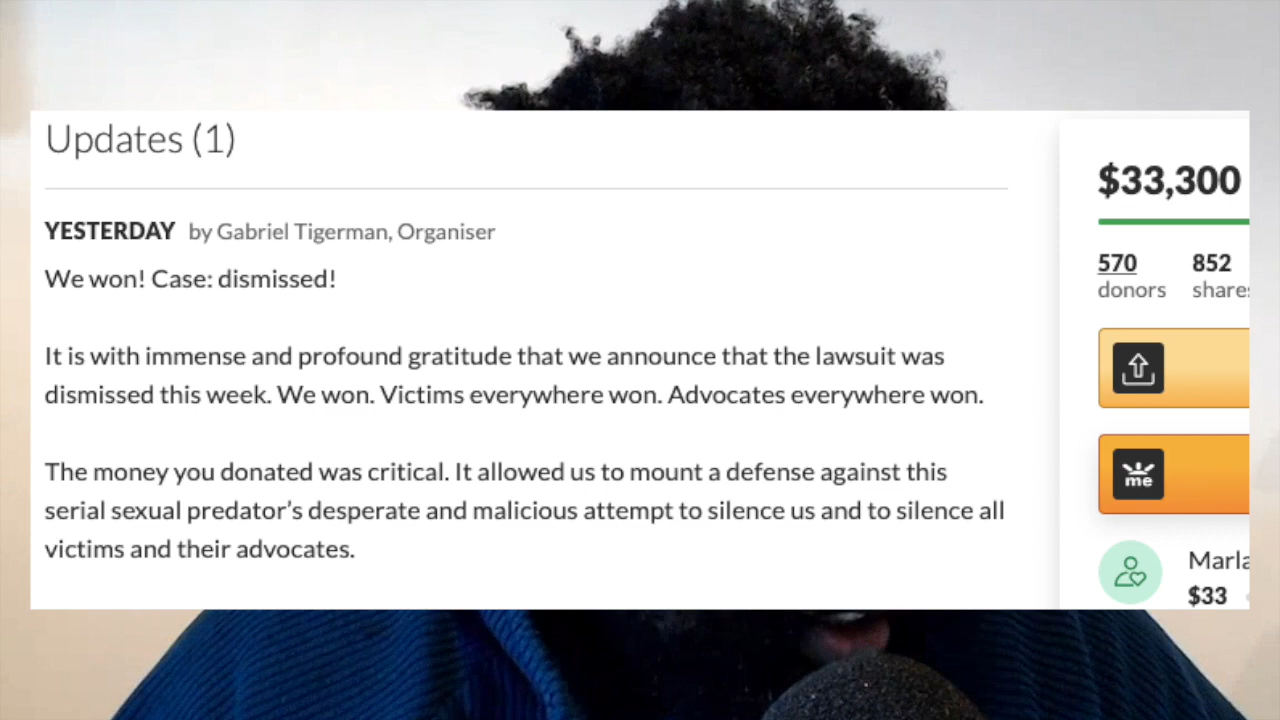 Updates (1)
YESTERDAY by Gabriel Tigerman, Organiser
We won! Case: dismissed!
It is with immense and profound gratitude that we announce that the lawsuit was
dismissed this week. We won. Victims everywhere won. Advocates everywhere won.
The money you donated was critical. It allowed us to mount a defense against this
serial sexual predator’s desperate and malicious attempt to silence us and to silence all
victims and their advocates.
$33,300
570 852
donors share
me
Marla
$33